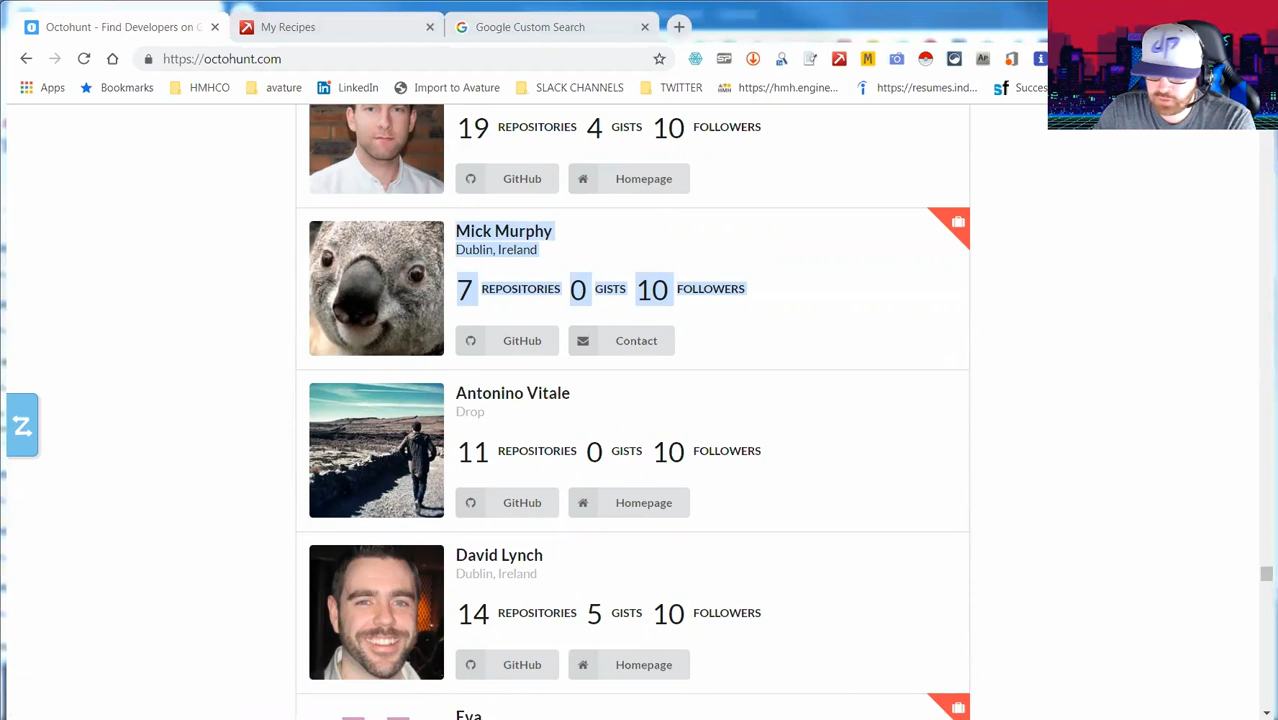 Octohunt - Find Developers on G
My Recipes
Google Custom Search
https://octohunt.com
Apps
Bookmarks
HMHCO
avature
LinkedIn
Import to Avature
SLACK CHANNELS
TWITTER
HMH
https://hmh.engine...
https://resumes.ind...
Succes
19 REPOSITORIES 4 GISTS 10 FOLLOWERS
GitHub
Homepage
Mick Murphy
Dublin, Ireland
7 REPOSITORIES 0 GISTS 10 FOLLOWERS
GitHub
Contact
Antonino Vitale
Drop
11 REPOSITORIES 0 GISTS 10 FOLLOWERS
GitHub
Homepage
David Lynch
Dublin, Ireland
14 REPOSITORIES 5 GISTS 10 FOLLOWERS
GitHub
Homepage
Eva